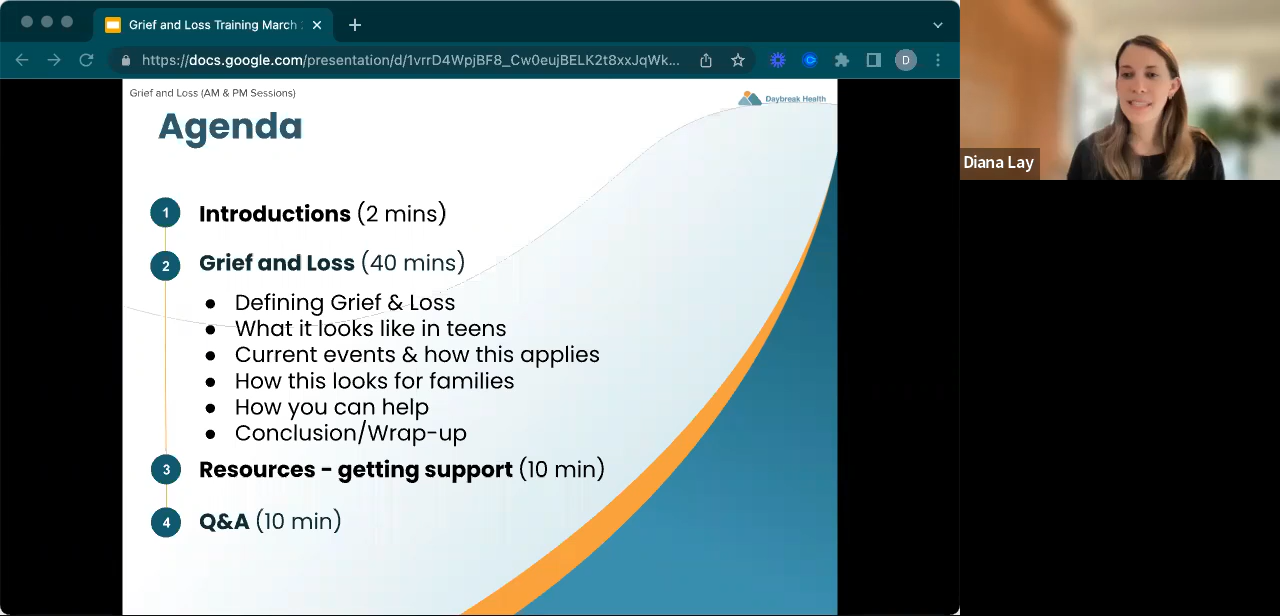 Grief and Loss Training March
https://docs.google.com/presentation/d/1vrrD4WpjBF8_Cw0eujBELK2t8xxJqWk...
D
Grief and Loss (AM & PM Sessions)
Daybreak Health
Agenda
Diana Lay
1 Introductions (2 mins)
2 Grief and Loss (40 mins)
● Defining Grief & Loss
● What it looks like in teens
● Current events & how this applies
● How this looks for families
● How you can help
● Conclusion/Wrap-up
3 Resources - getting support (10 min)
4 Q&A (10 min)